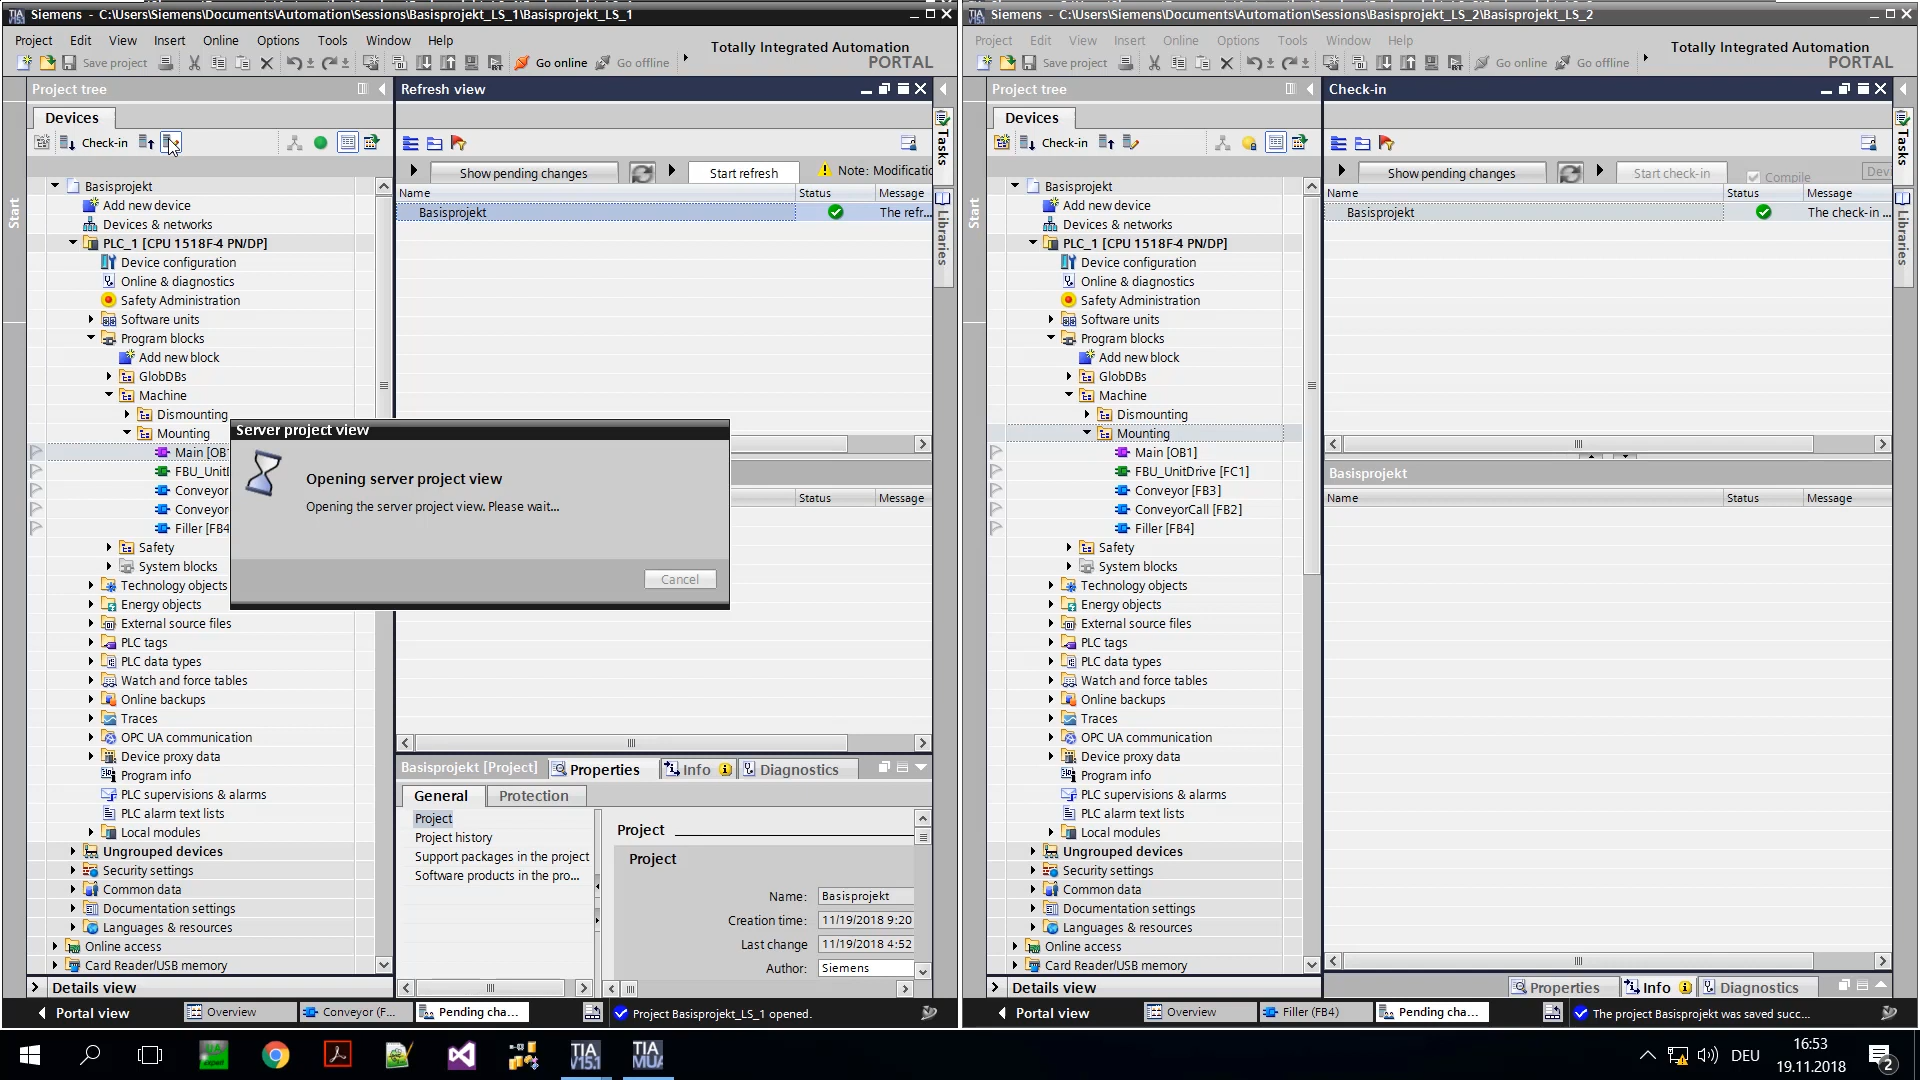 Siemens - C:\Users\Siemens\Documents\Automation\Sessions\Basisprojekt_LS_1\Basisprojekt_LS_1
Project Edit View Insert Online Options Tools Window Help
Totally Integrated Automation
PORTAL
Save project
Go online
Go offline
Project tree
Devices
Check-in
Start
Basisprojekt
Add new device
Devices & networks
PLC_1 [CPU 1518F-4 PN/DP]
Device configuration
Online & diagnostics
Safety Administration
Software units
Program blocks
Add new block
GlobDBs
Machine
Dismounting
Mounting
Main [OB1
FBU_UnitD
Conveyor
Conveyor
Filler [FB4
Safety
System blocks
Technology objects
Energy objects
External source files
PLC tags
PLC data types
Watch and force tables
Online backups
Traces
OPC UA communication
Device proxy data
Program info
PLC supervisions & alarms
PLC alarm text lists
Local modules
Ungrouped devices
Security settings
Common data
Documentation settings
Languages & resources
Online access
Card Reader/USB memory
Details view
Refresh view
Show pending changes
Start refresh
Note: Modificatio
Name Status Message
Basisprojekt The refr...
Tasks
Libraries
Server project view
Opening server project view
Opening the server project view. Please wait...
Cancel
Status Message
Basisprojekt [Project] Properties Info Diagnostics
General Protection
Project
Project history
Support packages in the project
Software products in the pro...
Project
Project
Name: Basisprojekt
Creation time: 11/19/2018 9:20
Last change 11/19/2018 4:52
Author: Siemens
Portal view
Overview
Conveyor (F...
Pending cha...
Project Basisprojekt_LS_1 opened.
Siemens - C:\Users\Siemens\Documents\Automation\Sessions\Basisprojekt_LS_2\Basisprojekt_LS_2
Project Edit View Insert Online Options Tools Window Help
Totally Integrated Automation
PORTAL
Save project
Go online
Go offline
Project tree
Devices
Check-in
Start
Basisprojekt
Add new device
Devices & networks
PLC_1 [CPU 1518F-4 PN/DP]
Device configuration
Online & diagnostics
Safety Administration
Software units
Program blocks
Add new block
GlobDBs
Machine
Dismounting
Mounting
Main [OB1]
FBU_UnitDrive [FC1]
Conveyor [FB3]
ConveyorCall [FB2]
Filler [FB4]
Safety
System blocks
Technology objects
Energy objects
External source files
PLC tags
PLC data types
Watch and force tables
Online backups
Traces
OPC UA communication
Device proxy data
Program info
PLC supervisions & alarms
PLC alarm text lists
Local modules
Ungrouped devices
Security settings
Common data
Documentation settings
Languages & resources
Online access
Card Reader/USB memory
Details view
Check-in
Show pending changes
Start check-in
Compile
Devi
Name Status Message
Basisprojekt The check-in ...
Tasks
Libraries
Basisprojekt
Name Status Message
Properties Info Diagnostics
Portal view
Overview
Filler (FB4)
Pending cha...
The project Basisprojekt was saved succ...
TIA V15.1
TIA MUA
DEU
16:53
19.11.2018
2